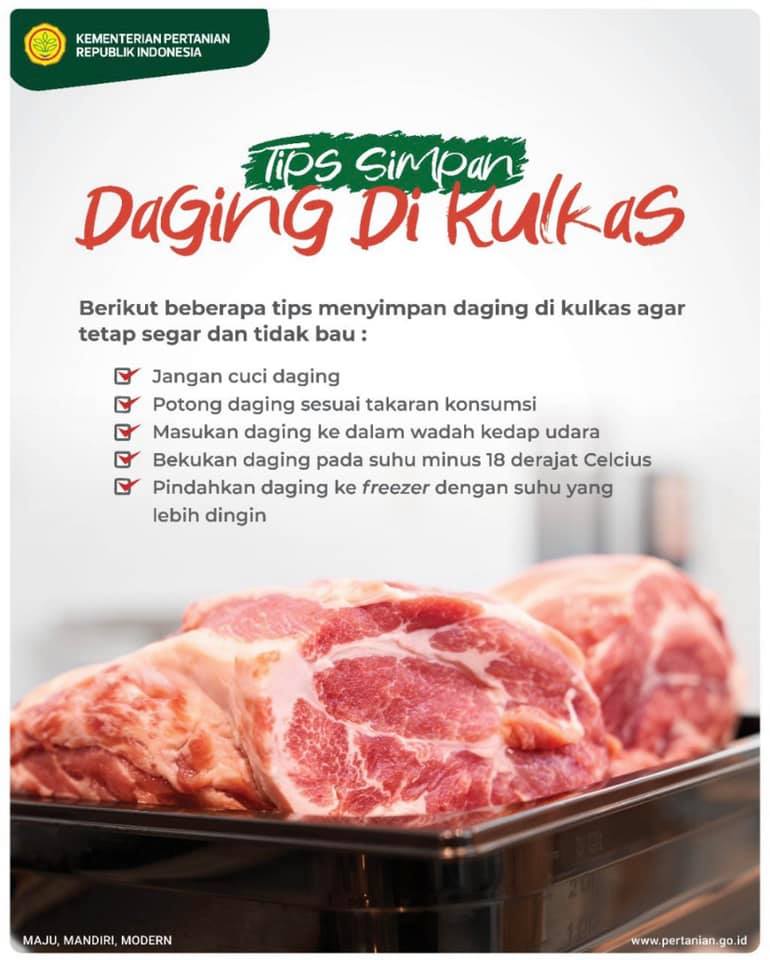 KEMENTERIAN PERTANIAN
REPUBLIK INDONESIA
Tips Simpan
Daging Di Kulkas
Berikut beberapa tips menyimpan daging di kulkas agar
tetap segar dan tidak bau :
Jangan cuci daging
Potong daging sesuai takaran konsumsi
Masukan daging ke dalam wadah kedap udara
Bekukan daging pada suhu minus 18 derajat Celcius
Pindahkan daging ke freezer dengan suhu yang
lebih dingin
MAJU, MANDIRI, MODERN
www.pertanian.go.id